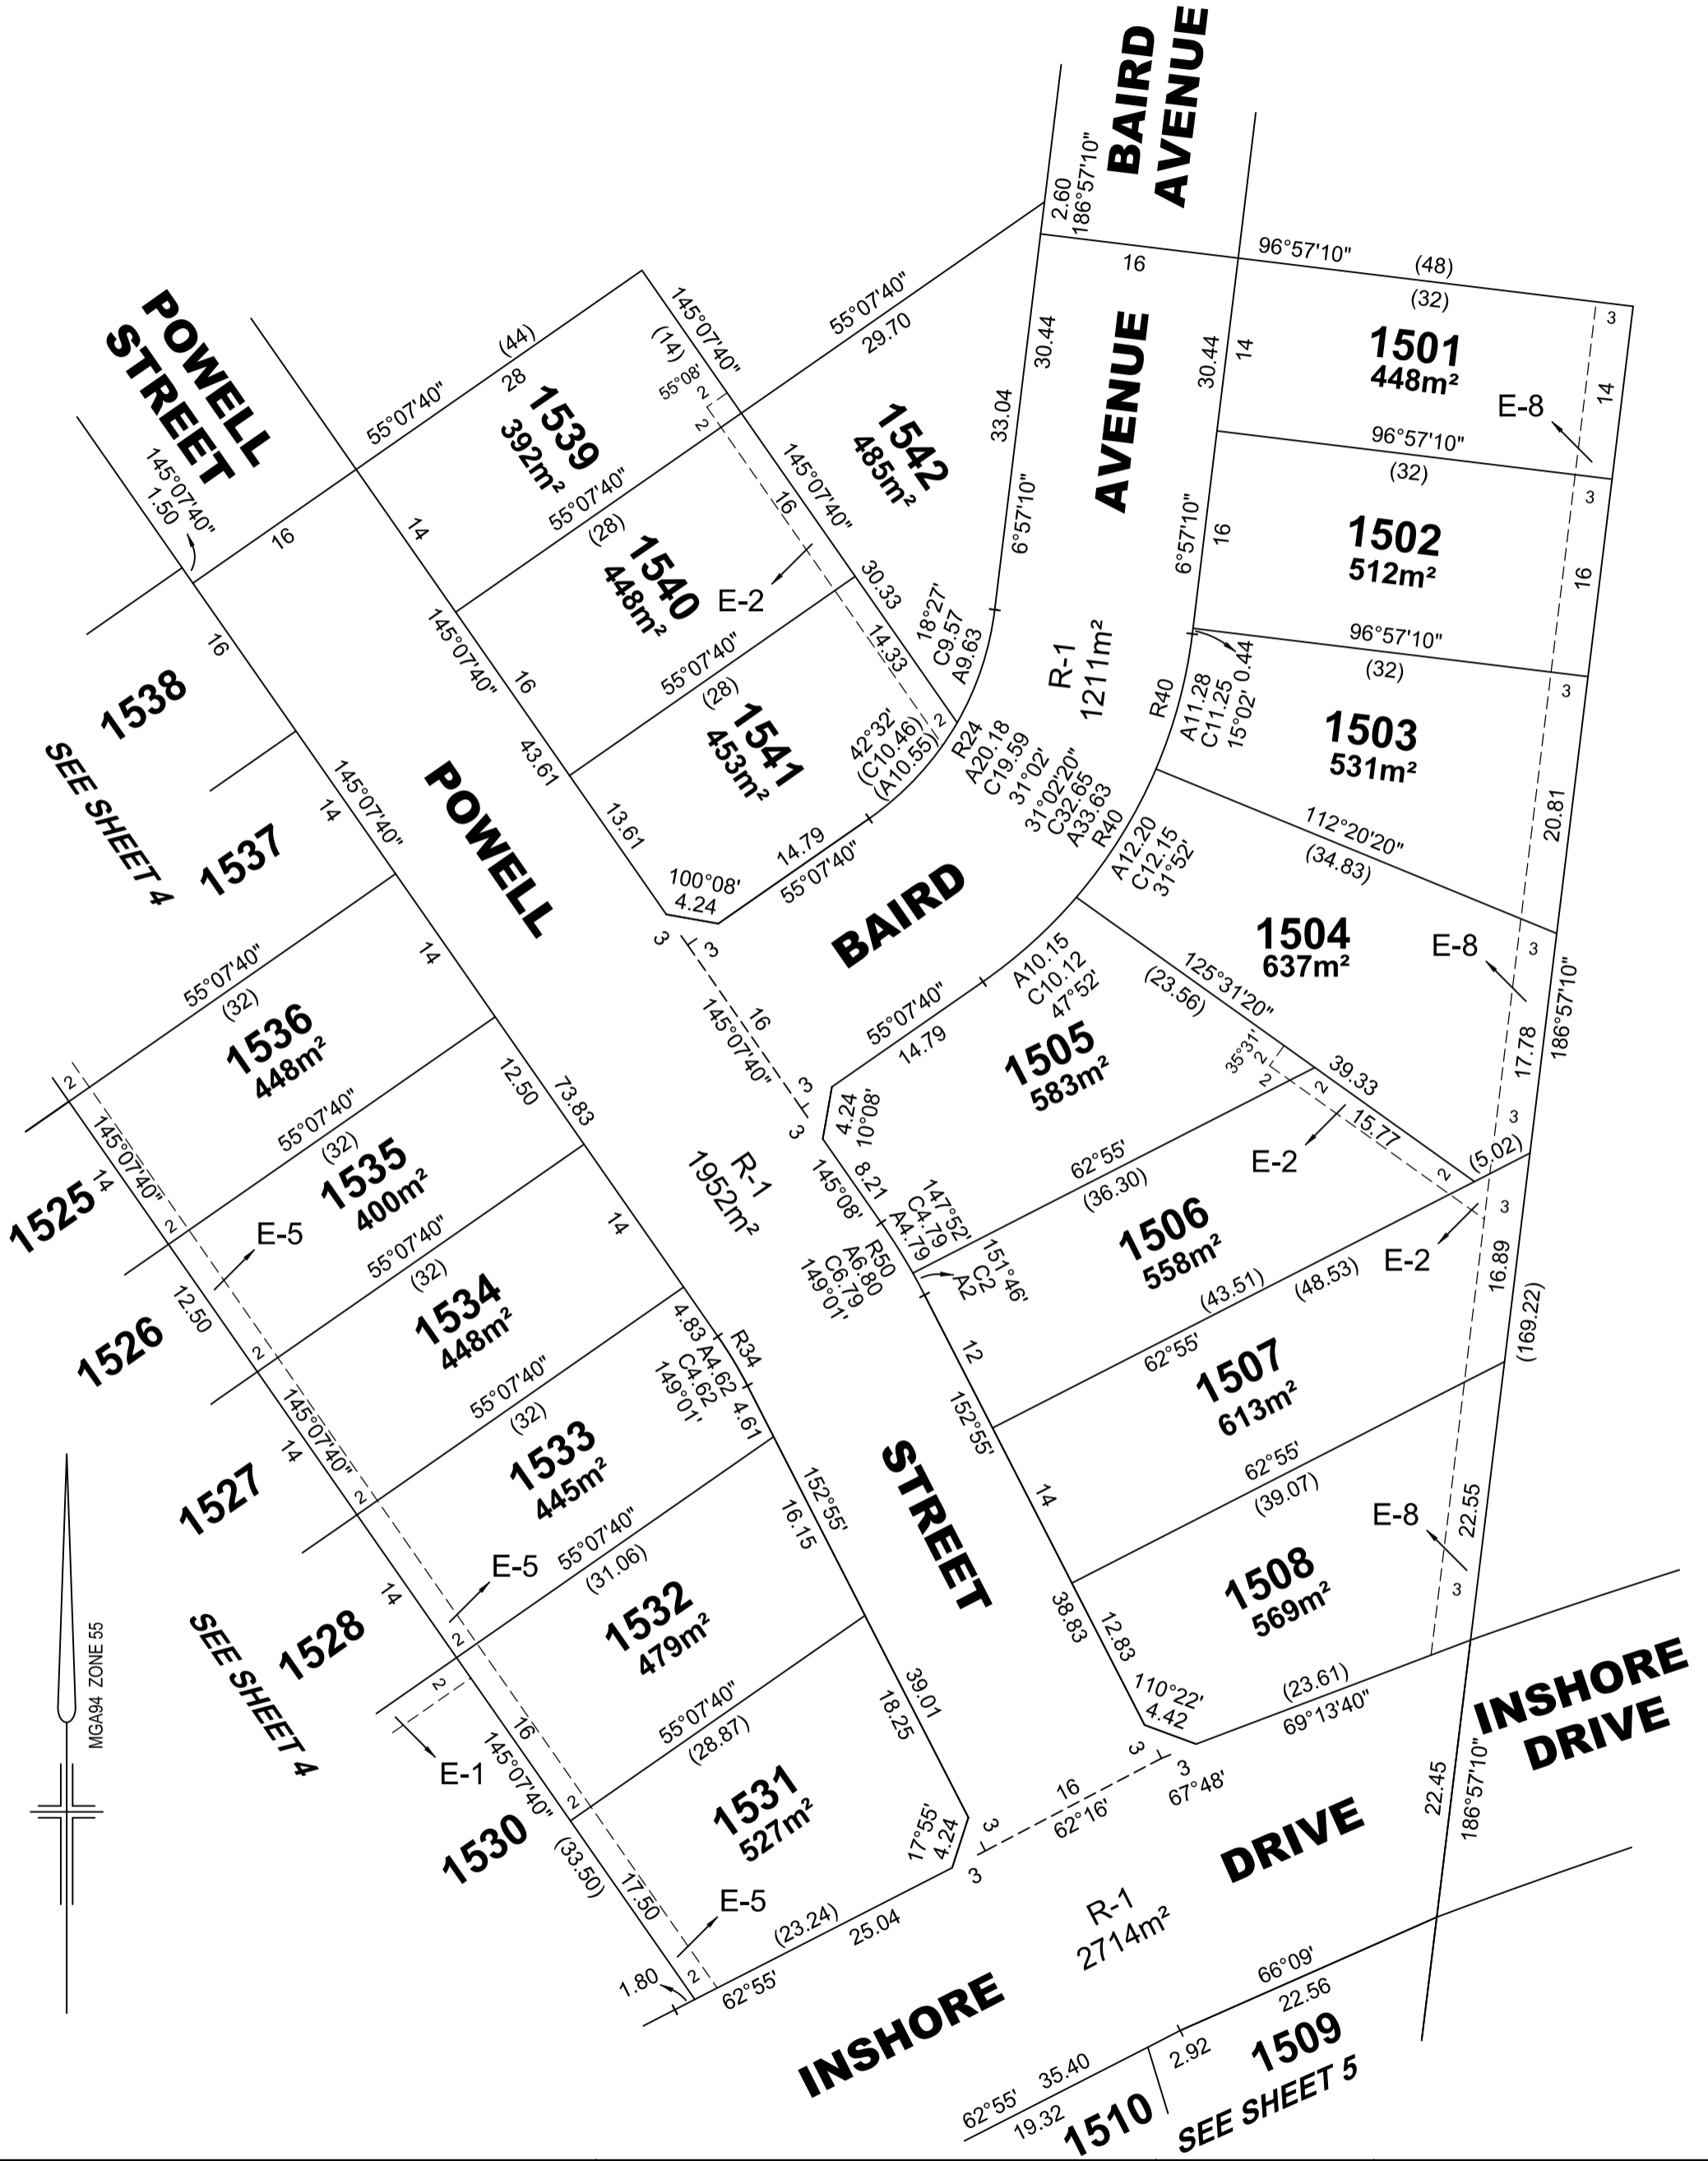 BAIRD
AVENUE
2.60
186°57'10"
16
96°57'10"
(48)
(32)
3
1501
448m²
14
14
30.44
30.44
E-8
96°57'10"
(32)
3
1502
512m²
16
16
6°57'10"
96°57'10"
(32)
3
0.44
1503
531m²
20.81
A11.28
C11.25
15°02'
R40
112°20'20"
(34.83)
1504
637m²
E-8
3
17.78
186°57'10"
A12.20
C12.15
31°52'
125°31'20"
(23.56)
39.33
35°31'
2
2
2
15.77
2
E-2
3
(5.02)
AVENUE
R-1
1211m²
33.04
6°57'10"
18°27'
C9.57
A9.63
R24
A20.18
C19.59
31°02'
31°02'20"
C32.65
A33.63
R40
55°07'40"
29.70
1542
485m²
145°07'40"
30.33
POWELL
STREET
145°07'40"
1.50
16
55°07'40"
(44)
28
1539
392m²
145°07'40"
(14)
55°08'
2
2
14
55°07'40"
(28)
1540
448m²
16
E-2
145°07'40"
16
55°07'40"
(28)
1541
453m²
14.33
42°32'
(C10.46)
(A10.55)
2
43.61
13.61
14.79
55°07'40"
100°08'
4.24
1538
16
SEE SHEET 4
145°07'40"
14
1537
POWELL
BAIRD
3
3
16
145°07'40"
3
3
14
55°07'40"
(32)
1536
448m²
12.50
73.83
55°07'40"
(32)
1535
400m²
14
55°07'40"
(32)
1534
448m²
4.83
A4.62
C4.62
149°01'
R34
4.61
55°07'40"
(32)
1533
445m²
152°55'
16.15
55°07'40"
(31.06)
1532
479m²
39.01
18.25
55°07'40"
(28.87)
1531
527m²
17°55'
4.24
2
145°07'40"
14
1525
2
E-5
12.50
1526
2
145°07'40"
14
1527
2
14
1528
SEE SHEET 4
E-5
2
2
E-1
16
145°07'40"
1530
2
(33.50)
17.50
E-5
1.80
2
62°55'
(23.24)
25.04
R-1
1952m²
A10.15
C10.12
47°52'
55°07'40"
14.79
1505
583m²
4.24
10°08'
8.21
145°08'
147°52'
C4.79
A4.79
62°55'
(36.30)
R50
A6.80
C6.79
149°01'
151°46'
C2
A2
1506
558m²
E-2
3
16.89
(169.22)
(43.51)
(48.53)
62°55'
12
152°55'
1507
613m²
14
62°55'
(39.07)
22.55
E-8
3
1508
569m²
38.83
12.83
110°22'
4.42
(23.61)
69°13'40"
STREET
3
3
16
62°16'
67°48'
3
3
INSHORE
DRIVE
22.45
186°57'10"
DRIVE
R-1
2714m²
INSHORE
66°09'
22.56
62°55'
35.40
19.32
2.92
1509
1510
SEE SHEET 5
MGA94 ZONE 55